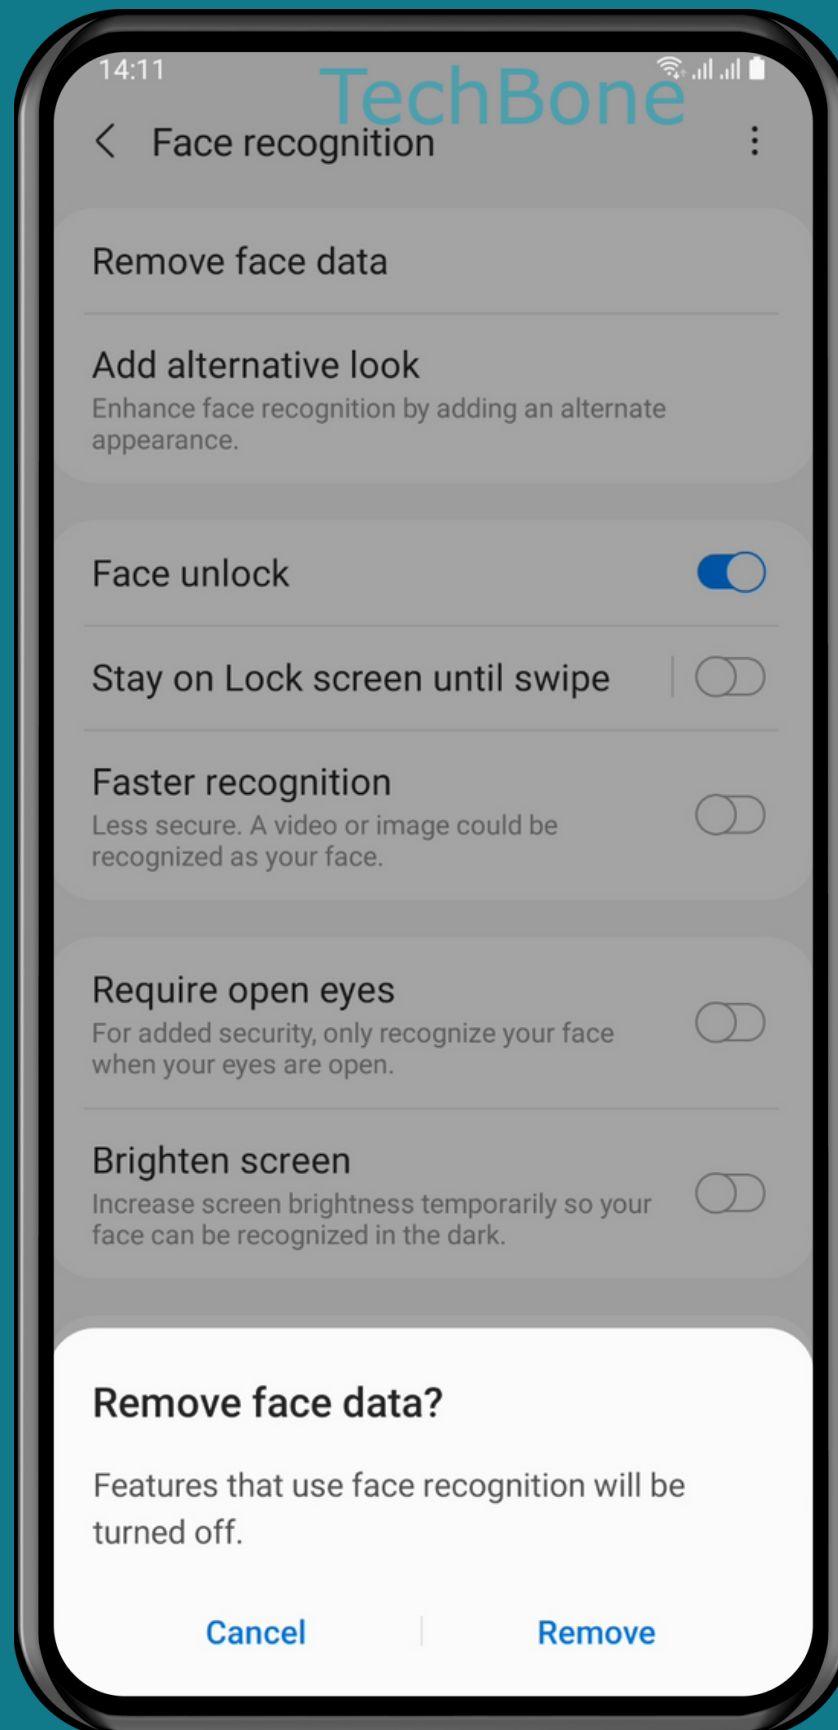 14:11
TechBone
Face recognition
Remove face data
Add alternative look
Enhance face recognition by adding an alternate
appearance.
Face unlock
Stay on Lock screen until swipe
Faster recognition
Less secure. A video or image could be
recognized as your face.
Require open eyes
For added security, only recognize your face
when your eyes are open.
Brighten screen
Increase screen brightness temporarily so your
face can be recognized in the dark.
Remove face data?
Features that use face recognition will be
turned off.
Cancel
Remove